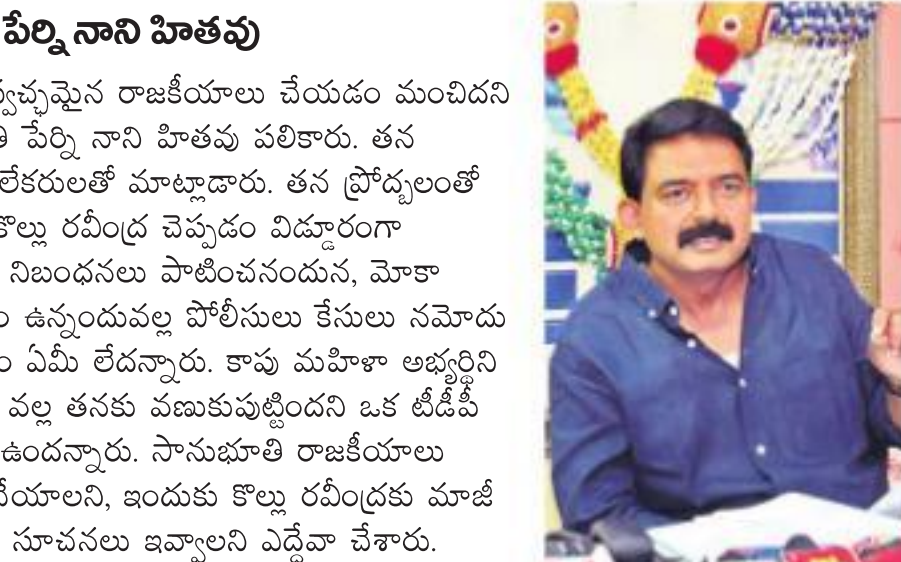 పేర్ని నాని హితవు
స్వచ్ఛమైన రాజకీయాలు చేయడం మంచిదని
పేర్ని నాని హితవు పలికారు. తన
లేకరులతో మాట్లాడారు. తన ప్రోద్బలంతో
కొల్లు రవీంద్ర చెప్పడం విడ్డూరంగా
నిబంధనలు పాటించనందున, మోకా
ఉన్నందువల్ల పోలీసులు కేసులు నమోదు
ఏమీ లేదన్నారు. కాపు మహిళా అభ్యర్థిని
వల్ల తనకు వణుకుపుట్టిందని ఒక టీడీపీ
ఉందన్నారు. సానుభూతి రాజకీయాలు
చేయాలని, ఇందుకు కొల్లు రవీంద్రకు మాజీ
సూచనలు ఇవ్వాలని ఎద్దేవా చేశారు.